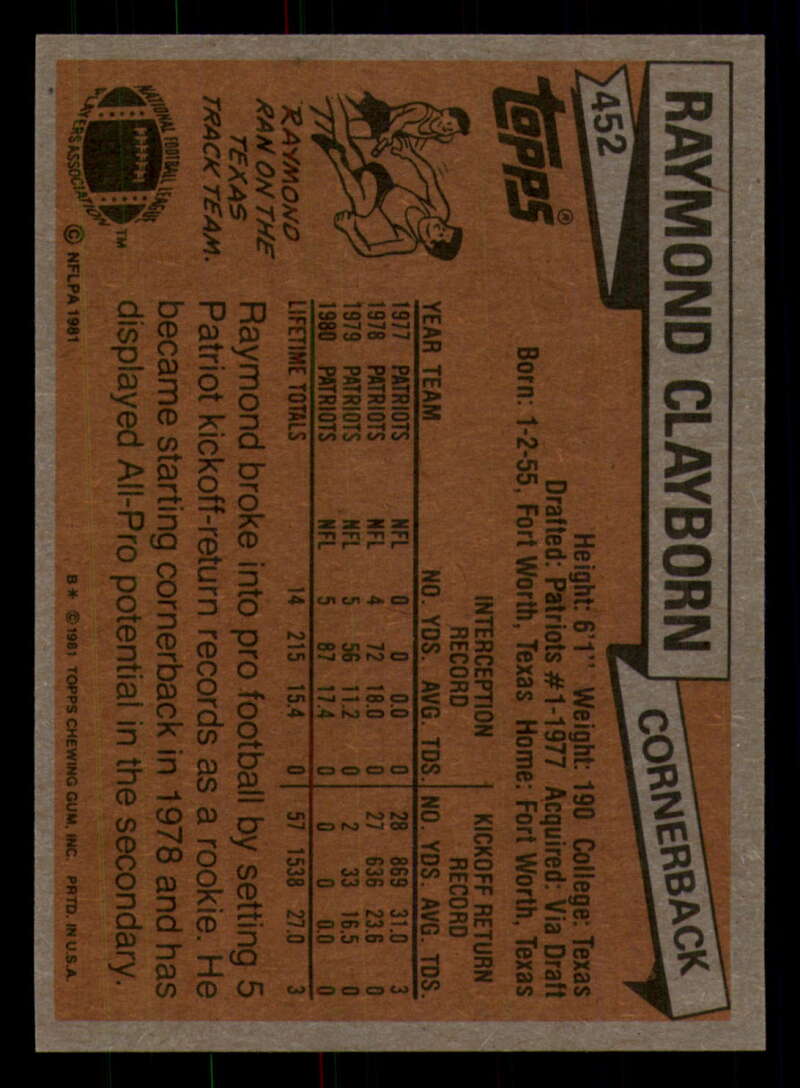 RAYMOND CLAYBORN
CORNERBACK
452
TOPPS®
Height: 6'1" Weight: 190 College: Texas
Drafted: Patriots #1-1977 Acquired: Via Draft
Born: 1-2-55, Fort Worth, Texas Home: Fort Worth, Texas
INTERCEPTION RECORD KICKOFF RETURN RECORD
YEAR TEAM NO. YDS. AVG. TDS. NO. YDS. AVG. TDS.
1977 PATRIOTS NFL 0 0 0.0 0 28 869 31.0 3
1978 PATRIOTS NFL 4 72 18.0 0 27 636 23.6 0
1979 PATRIOTS NFL 5 56 11.2 0 2 33 16.5 0
1980 PATRIOTS NFL 5 87 17.4 0 0 0 0.0 0
LIFETIME TOTALS 14 215 15.4 0 57 1538 27.0 3
RAYMOND
RAN ON THE
TEXAS
TRACK TEAM.
Raymond broke into pro football by setting 5
Patriot kickoff-return records as a rookie. He
became starting cornerback in 1978 and has
displayed All-Pro potential in the secondary.
NATIONAL FOOTBALL LEAGUE
PLAYERS ASSOCIATION
TM
© NFLPA 1981
B* © 1981 TOPPS CHEWING GUM, INC. PRTD. IN U.S.A.